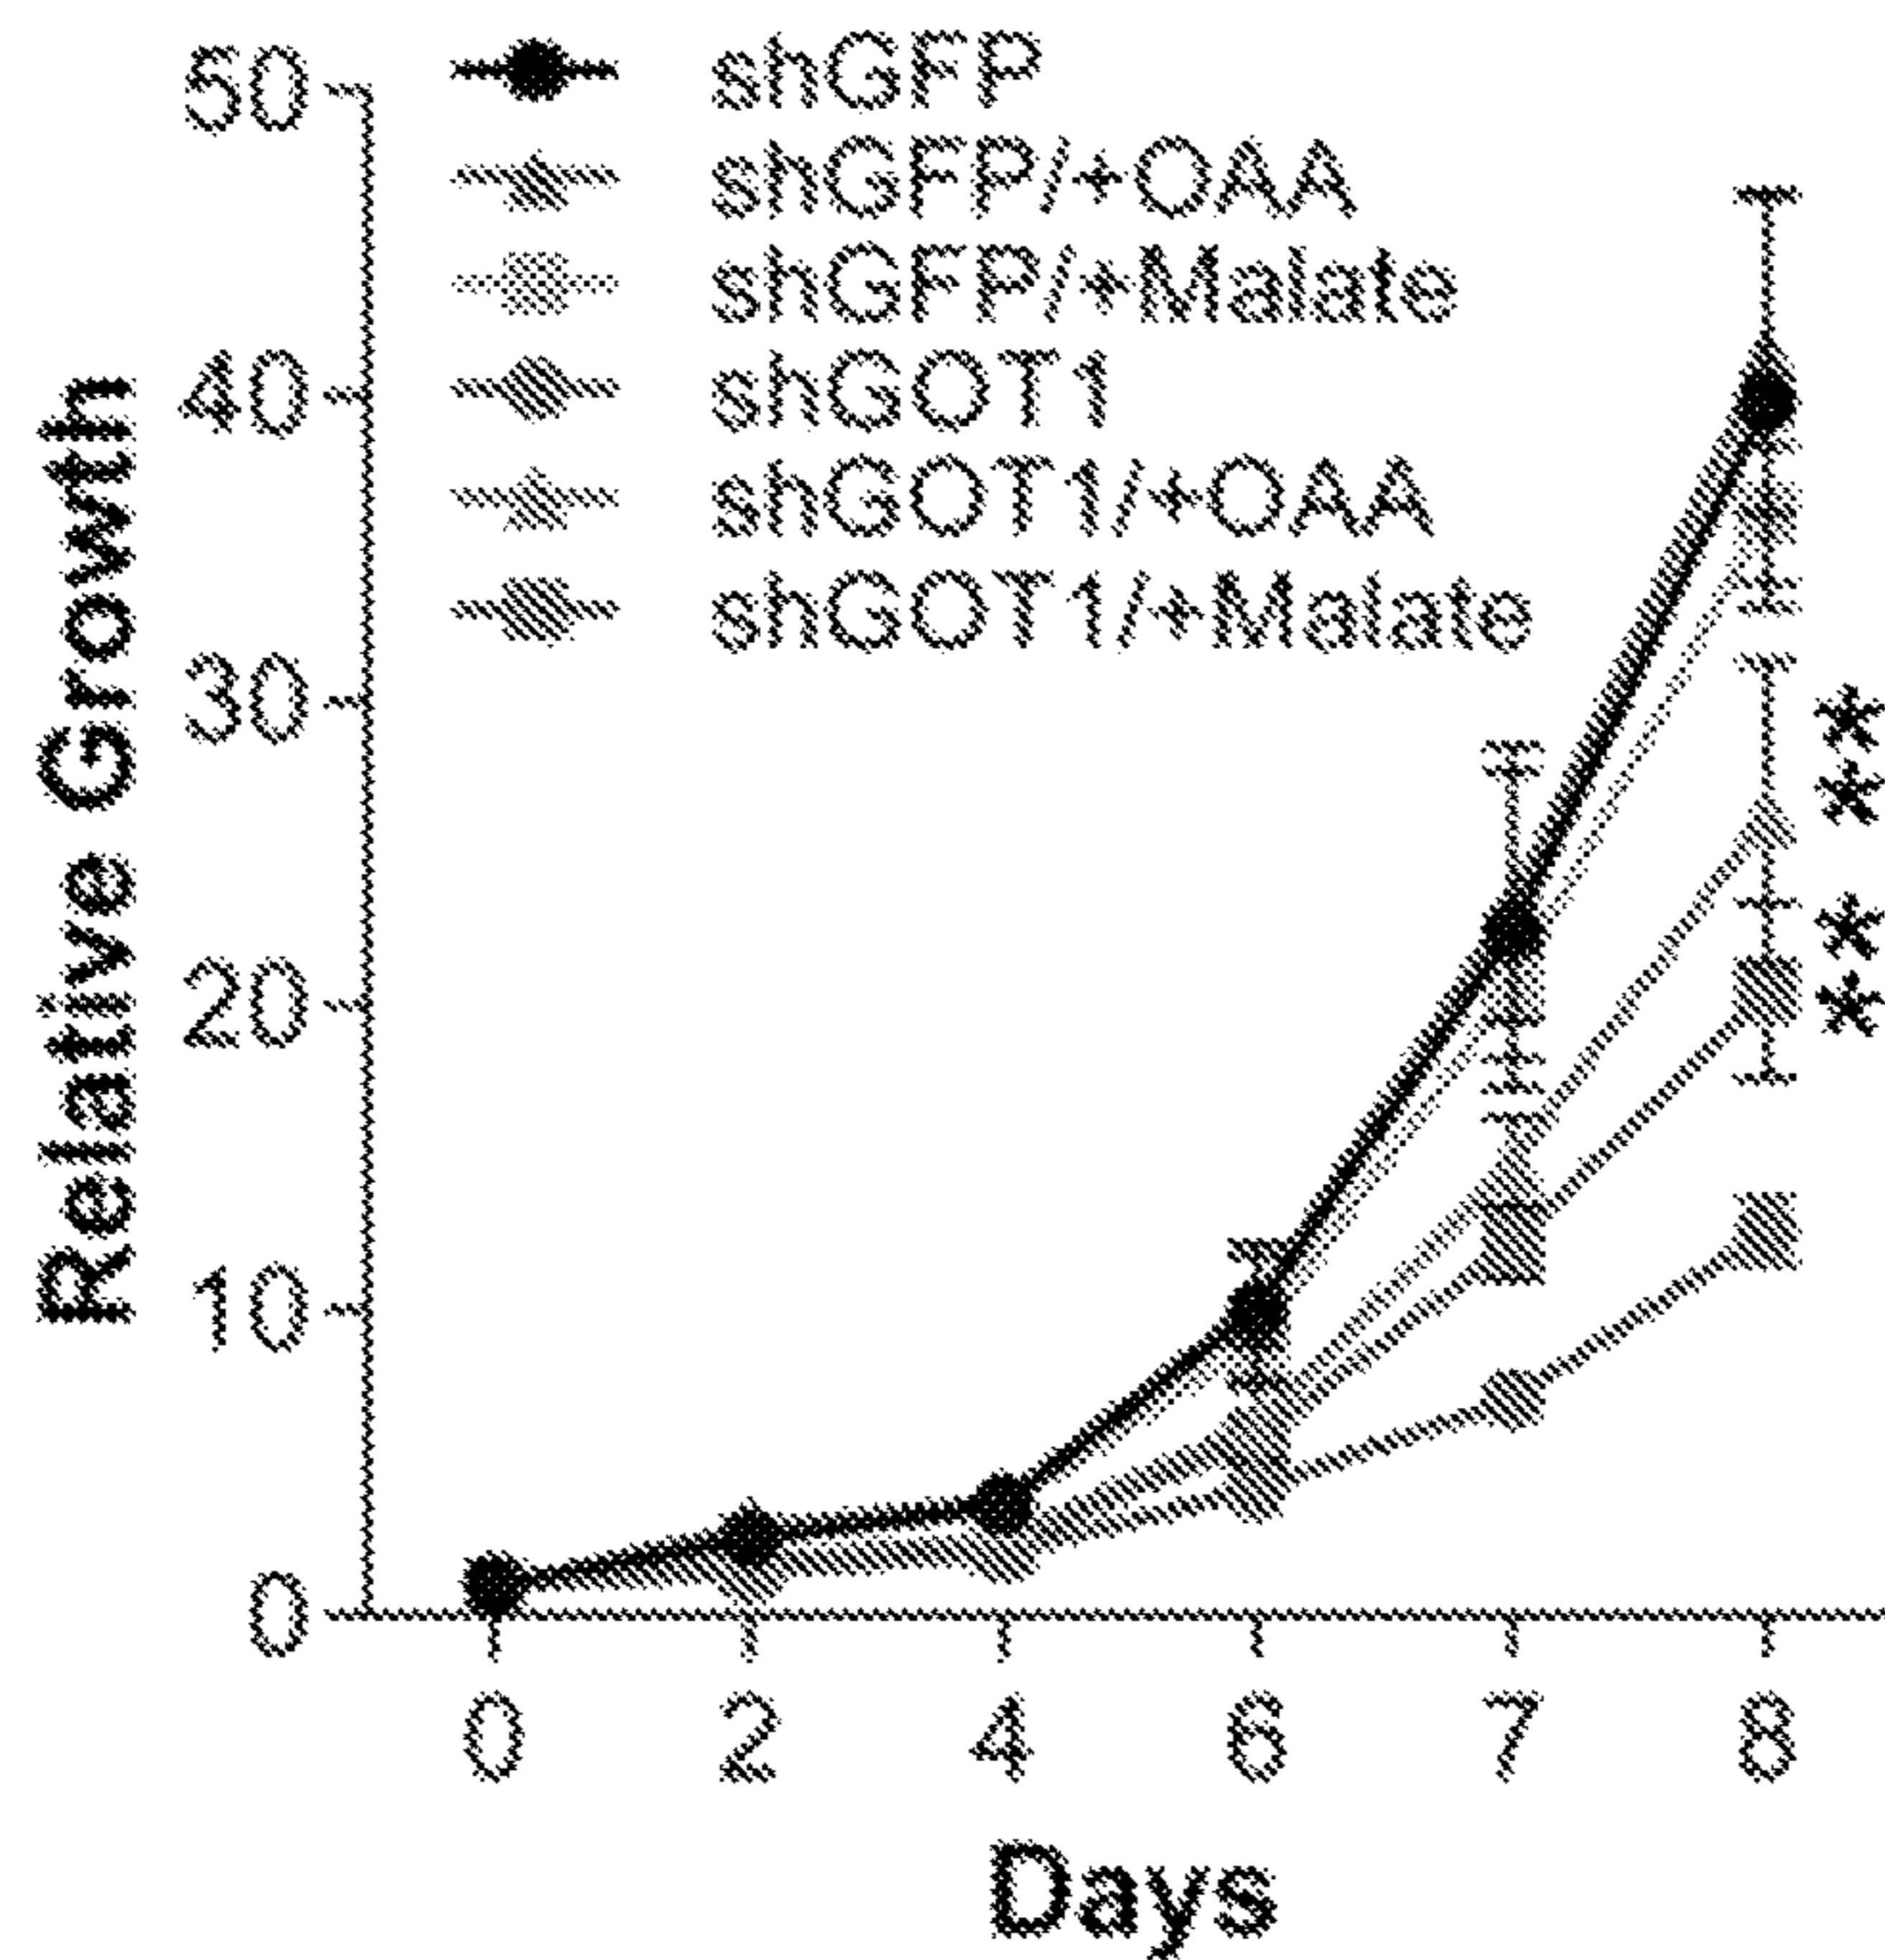 50
40
30
20
10
0
Relative Growth
shGFP
shGFP/+OAA
shGFP/+Malate
shGOT1
shGOT1/+OAA
shGOT1/+Malate
**
**
0 2 4 6 7 8
Days